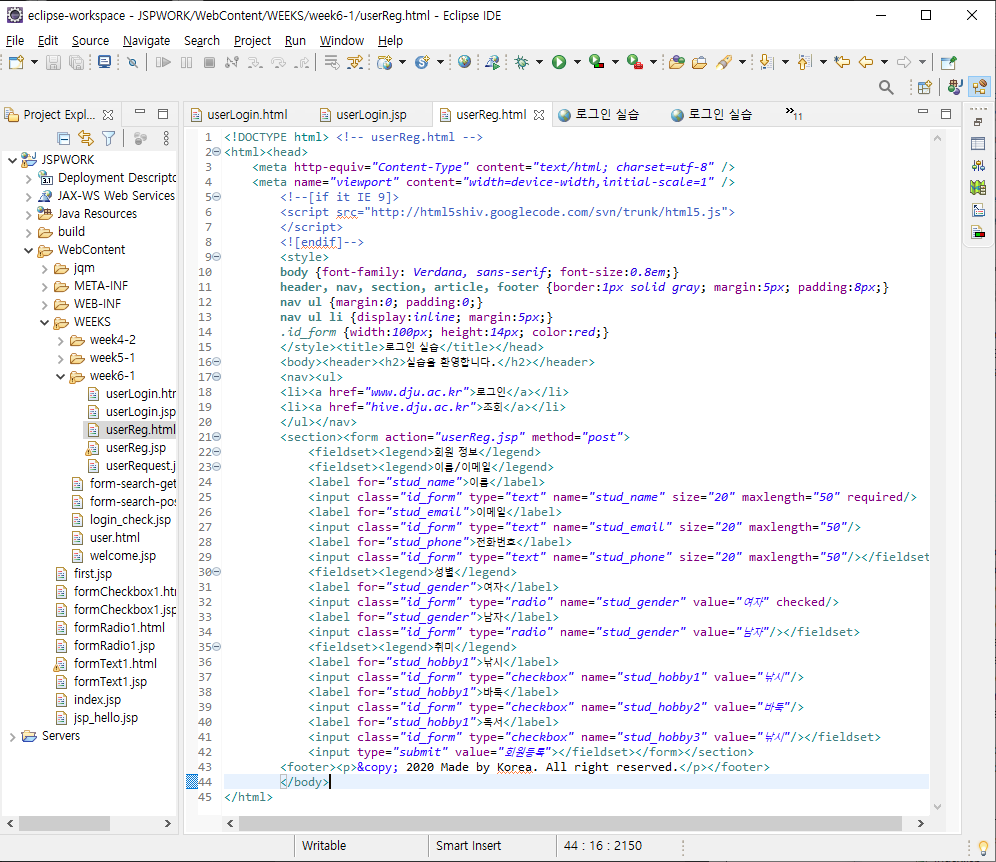 eclipse-workspace - JSPWORK/WebContent/WEEKS/week6-1/userReg.html - Eclipse IDE
File Edit Source Navigate Search Project Run Window Help
Project Expl...
userLogin.html
userLogin.jsp
userReg.html
로그인 실습
로그인 실습
»11
JSPWORK
Deployment Descripto
JAX-WS Web Services
Java Resources
build
WebContent
jqm
META-INF
WEB-INF
WEEKS
week4-2
week5-1
week6-1
userLogin.htr
userLogin.jsp
userReg.html
userReg.jsp
userRequest.j
form-search-get
form-search-pos
login_check.jsp
user.html
welcome.jsp
first.jsp
formCheckbox1.htr
formCheckbox1.jsp
formRadio1.html
formRadio1.jsp
formText1.html
formText1.jsp
index.jsp
jsp_hello.jsp
Servers
1 <!DOCTYPE html> <!-- userReg.html -->
2 <html><head>
3 <meta http-equiv="Content-Type" content="text/html; charset=utf-8" />
4 <meta name="viewport" content="width=device-width,initial-scale=1" />
5 <!--[if it IE 9]>
6 <script src="http://html5shiv.googlecode.com/svn/trunk/html5.js">
7 </script>
8 <![endif]-->
9 <style>
10 body {font-family: Verdana, sans-serif; font-size:0.8em;}
11 header, nav, section, article, footer {border:1px solid gray; margin:5px; padding:8px;}
12 nav ul {margin:0; padding:0;}
13 nav ul li {display:inline; margin:5px;}
14 .id_form {width:100px; height:14px; color:red;}
15 </style><title>로그인 실습</title></head>
16 <body><header><h2>실습을 환영합니다.</h2></header>
17 <nav><ul>
18 <li><a href="www.dju.ac.kr">로그인</a></li>
19 <li><a href="hive.dju.ac.kr">조회</a></li>
20 </ul></nav>
21 <section><form action="userReg.jsp" method="post">
22 <fieldset><legend>회원 정보</legend>
23 <fieldset><legend>이름/이메일</legend>
24 <label for="stud_name">이름</label>
25 <input class="id_form" type="text" name="stud_name" size="20" maxlength="50" required/>
26 <label for="stud_email">이메일</label>
27 <input class="id_form" type="text" name="stud_email" size="20" maxlength="50"/>
28 <label for="stud_phone">전화번호</label>
29 <input class="id_form" type="text" name="stud_phone" size="20" maxlength="50"/></fieldset
30 <fieldset><legend>성별</legend>
31 <label for="stud_gender">여자</label>
32 <input class="id_form" type="radio" name="stud_gender" value="여자" checked/>
33 <label for="stud_gender">남자</label>
34 <input class="id_form" type="radio" name="stud_gender" value="남자"/></fieldset>
35 <fieldset><legend>취미</legend>
36 <label for="stud_hobby1">낚시</label>
37 <input class="id_form" type="checkbox" name="stud_hobby1" value="낚시"/>
38 <label for="stud_hobby1">바둑</label>
39 <input class="id_form" type="checkbox" name="stud_hobby2" value="바둑"/>
40 <label for="stud_hobby1">독서</label>
41 <input class="id_form" type="checkbox" name="stud_hobby3" value="낚시"/></fieldset>
42 <input type="submit" value="회원등록"></fieldset></form></section>
43 <footer><p>&copy; 2020 Made by Korea. All right reserved.</p></footer>
44 </body>
45 </html>
Writable
Smart Insert
44 : 16 : 2150